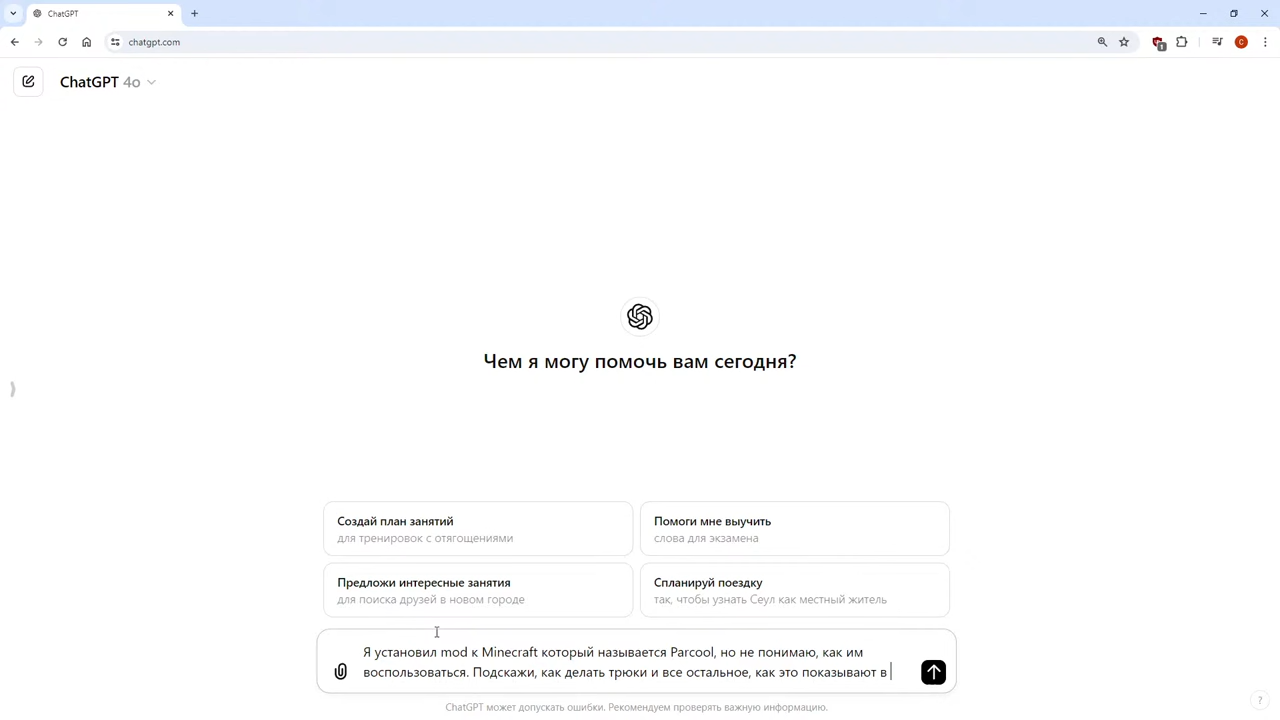 ChatGPT
chatgpt.com
1
C
ChatGPT 4o
Чем я могу помочь вам сегодня?
Создай план занятий
для тренировок с отягощениями
Помоги мне выучить
слова для экзамена
Предложи интересные занятия
для поиска друзей в новом городе
Спланируй поездку
так, чтобы узнать Сеул как местный житель
Я установил mod к Minecraft который называется Parcool, но не понимаю, как им
воспользоваться. Подскажи, как делать трюки и все остальное, как это показывают в
ChatGPT может допускать ошибки. Рекомендуем проверять важную информацию.
?